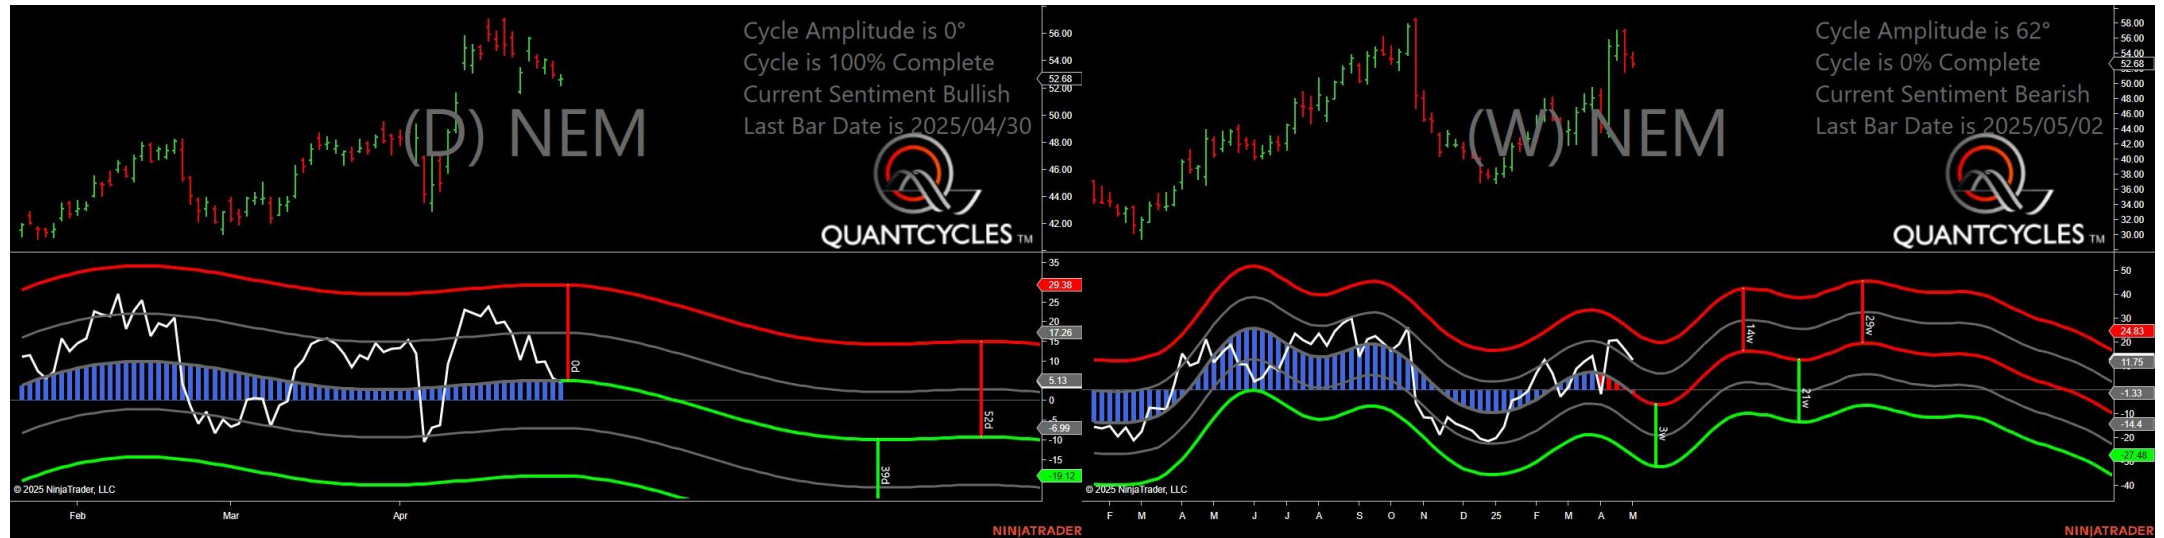 Cycle Amplitude is 0°
Cycle is 100% Complete
Current Sentiment Bullish
Last Bar Date is 2025/04/30
(D) NEM
QUANTCYCLES TM
56.00
54.00
52.68
52.00
50.00
48.00
46.00
44.00
42.00
35
29.38
25
20
17.26
15
10
5.13
0
-5
-6.99
-10
-15
-19.12
0d
39d
52d
© 2025 NinjaTrader, LLC
Feb Mar Apr
NINJATRADER
Cycle Amplitude is 62°
Cycle is 0% Complete
Current Sentiment Bearish
Last Bar Date is 2025/05/02
(W) NEM
QUANTCYCLES TM
58.00
56.00
54.00
52.68
50.00
48.00
46.00
44.00
42.00
40.00
38.00
36.00
34.00
32.00
30.00
50
40
30
24.83
20
11.75
-1.33
-10
-14.4
-20
-27.48
-40
3w
14w
21w
29w
© 2025 NinjaTrader, LLC
F M A M J J A S O N D 25 F M A M
NINJATRADER